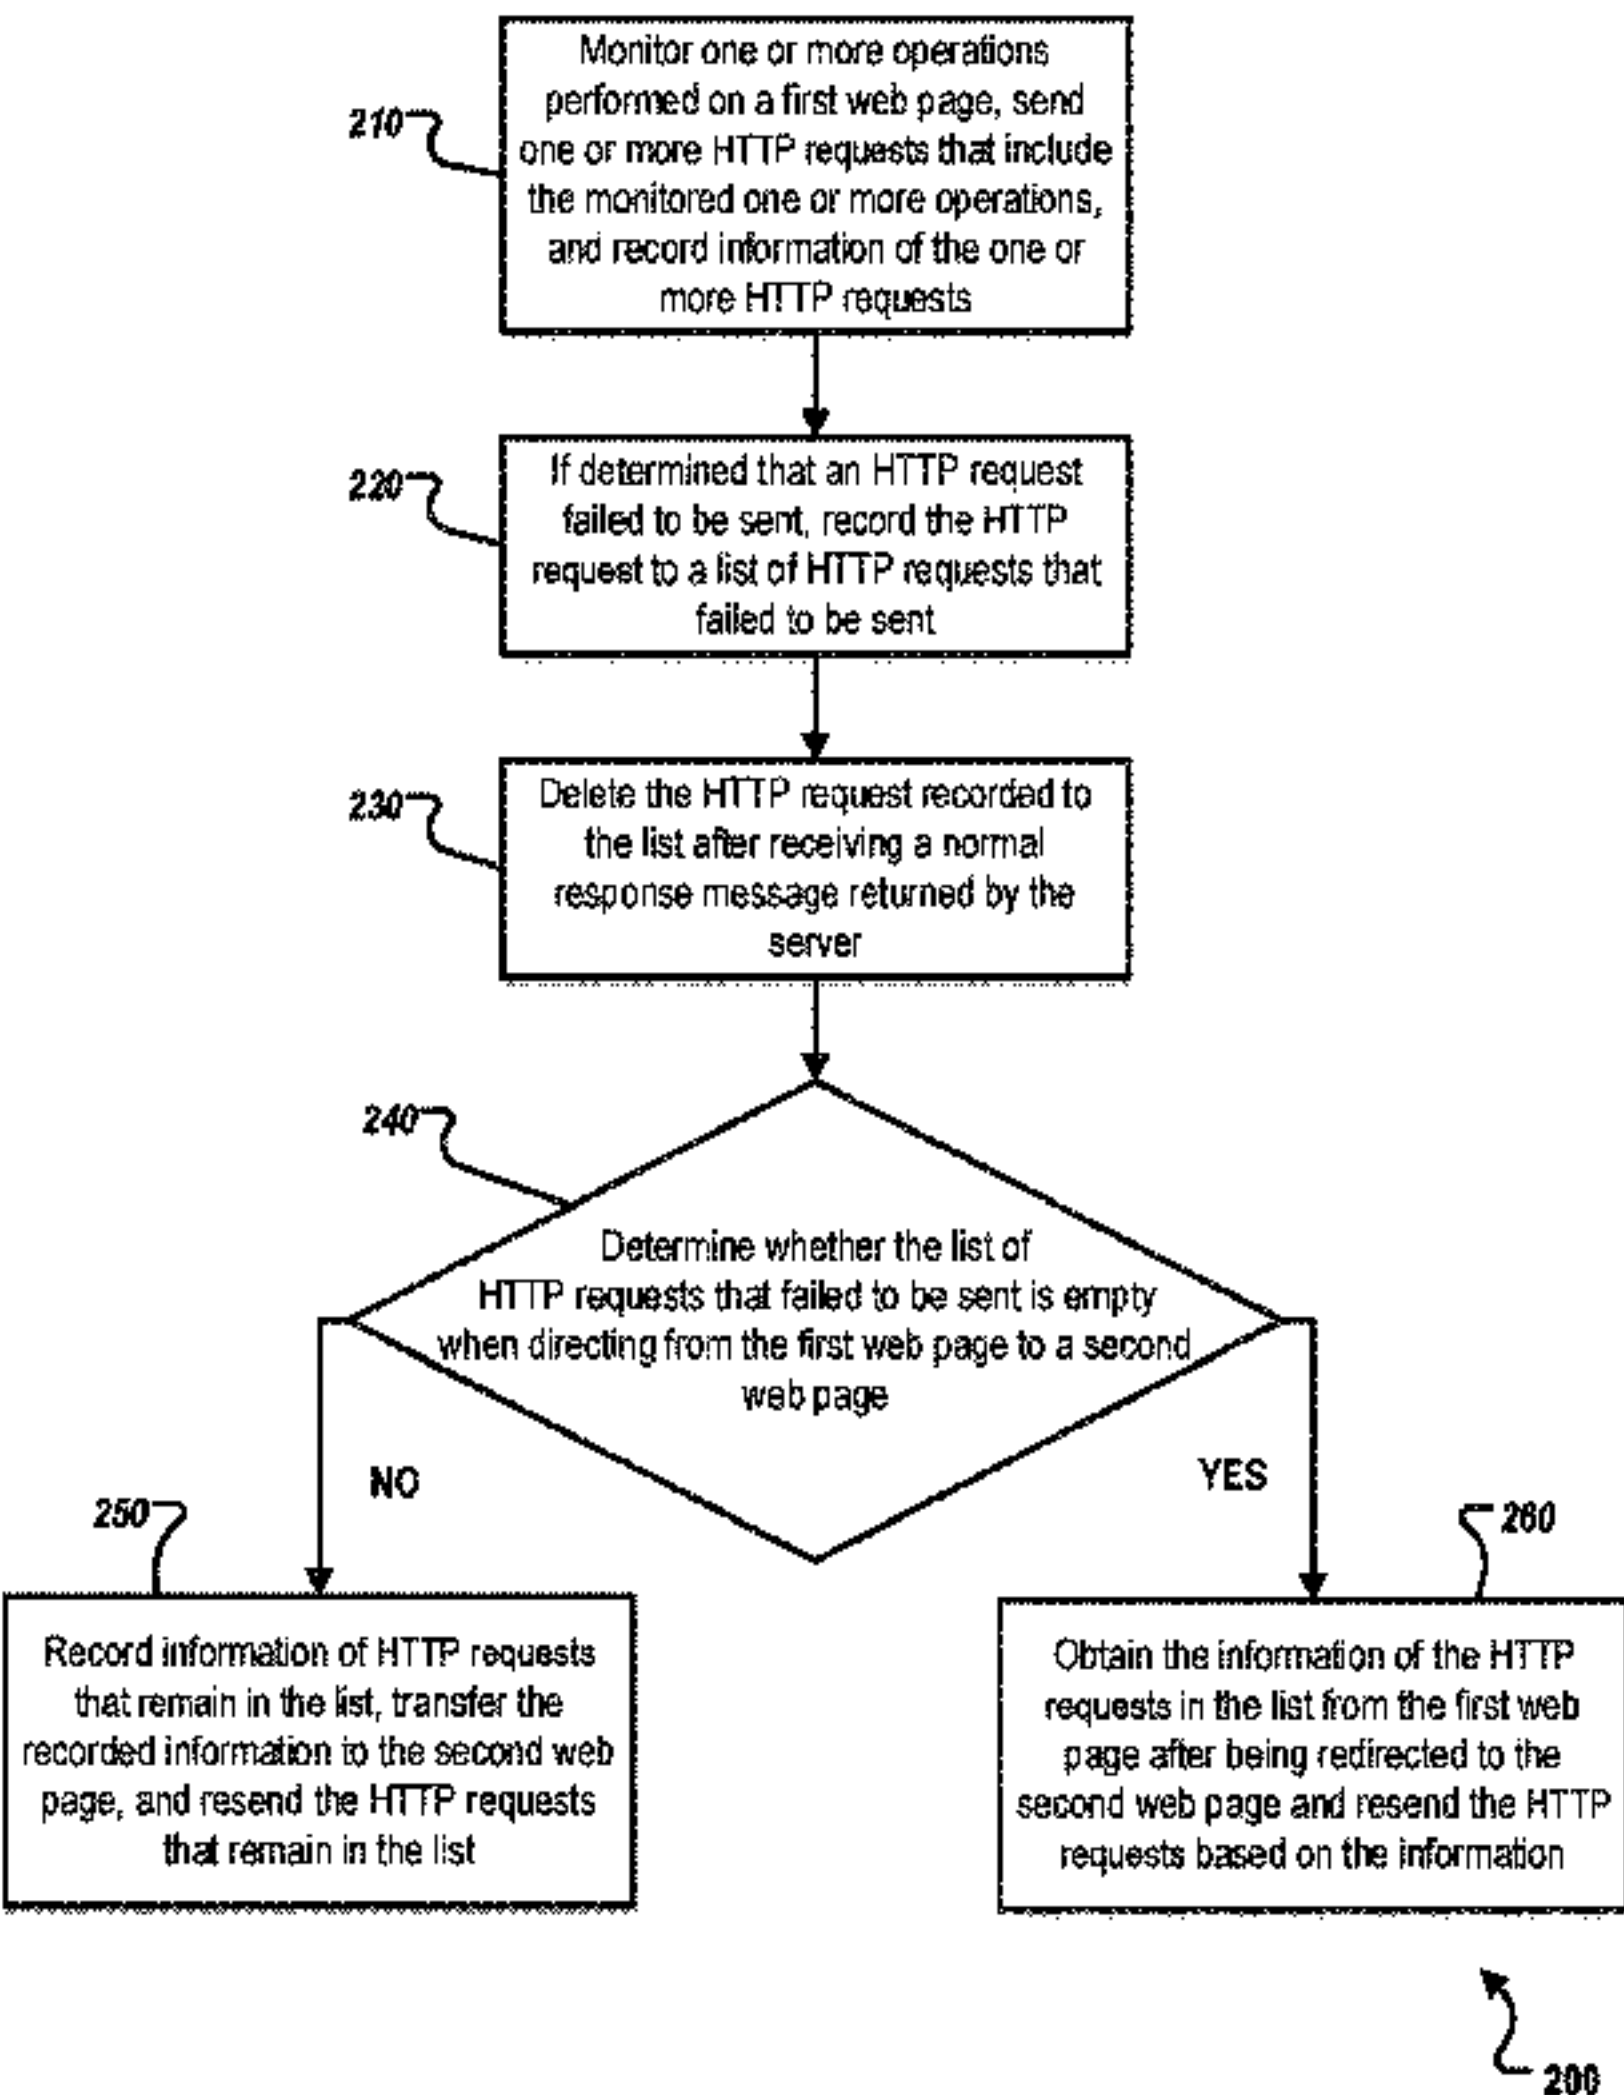 210
Monitor one or more operations
performed on a first web page, send
one or more HTTP requests that include
the monitored one or more operations,
and record information of the one or
more HTTP requests
220
If determined that an HTTP request
failed to be sent, record the HTTP
request to a list of HTTP requests that
failed to be sent
230
Delete the HTTP request recorded to
the list after receiving a normal
response message returned by the
server
240
Determine whether the list of
HTTP requests that failed to be sent is empty
when directing from the first web page to a second
web page
NO
YES
250
Record information of HTTP requests
that remain in the list, transfer the
recorded information to the second web
page, and resend the HTTP requests
that remain in the list
260
Obtain the information of the HTTP
requests in the list from the first web
page after being redirected to the
second web page and resend the HTTP
requests based on the information
200